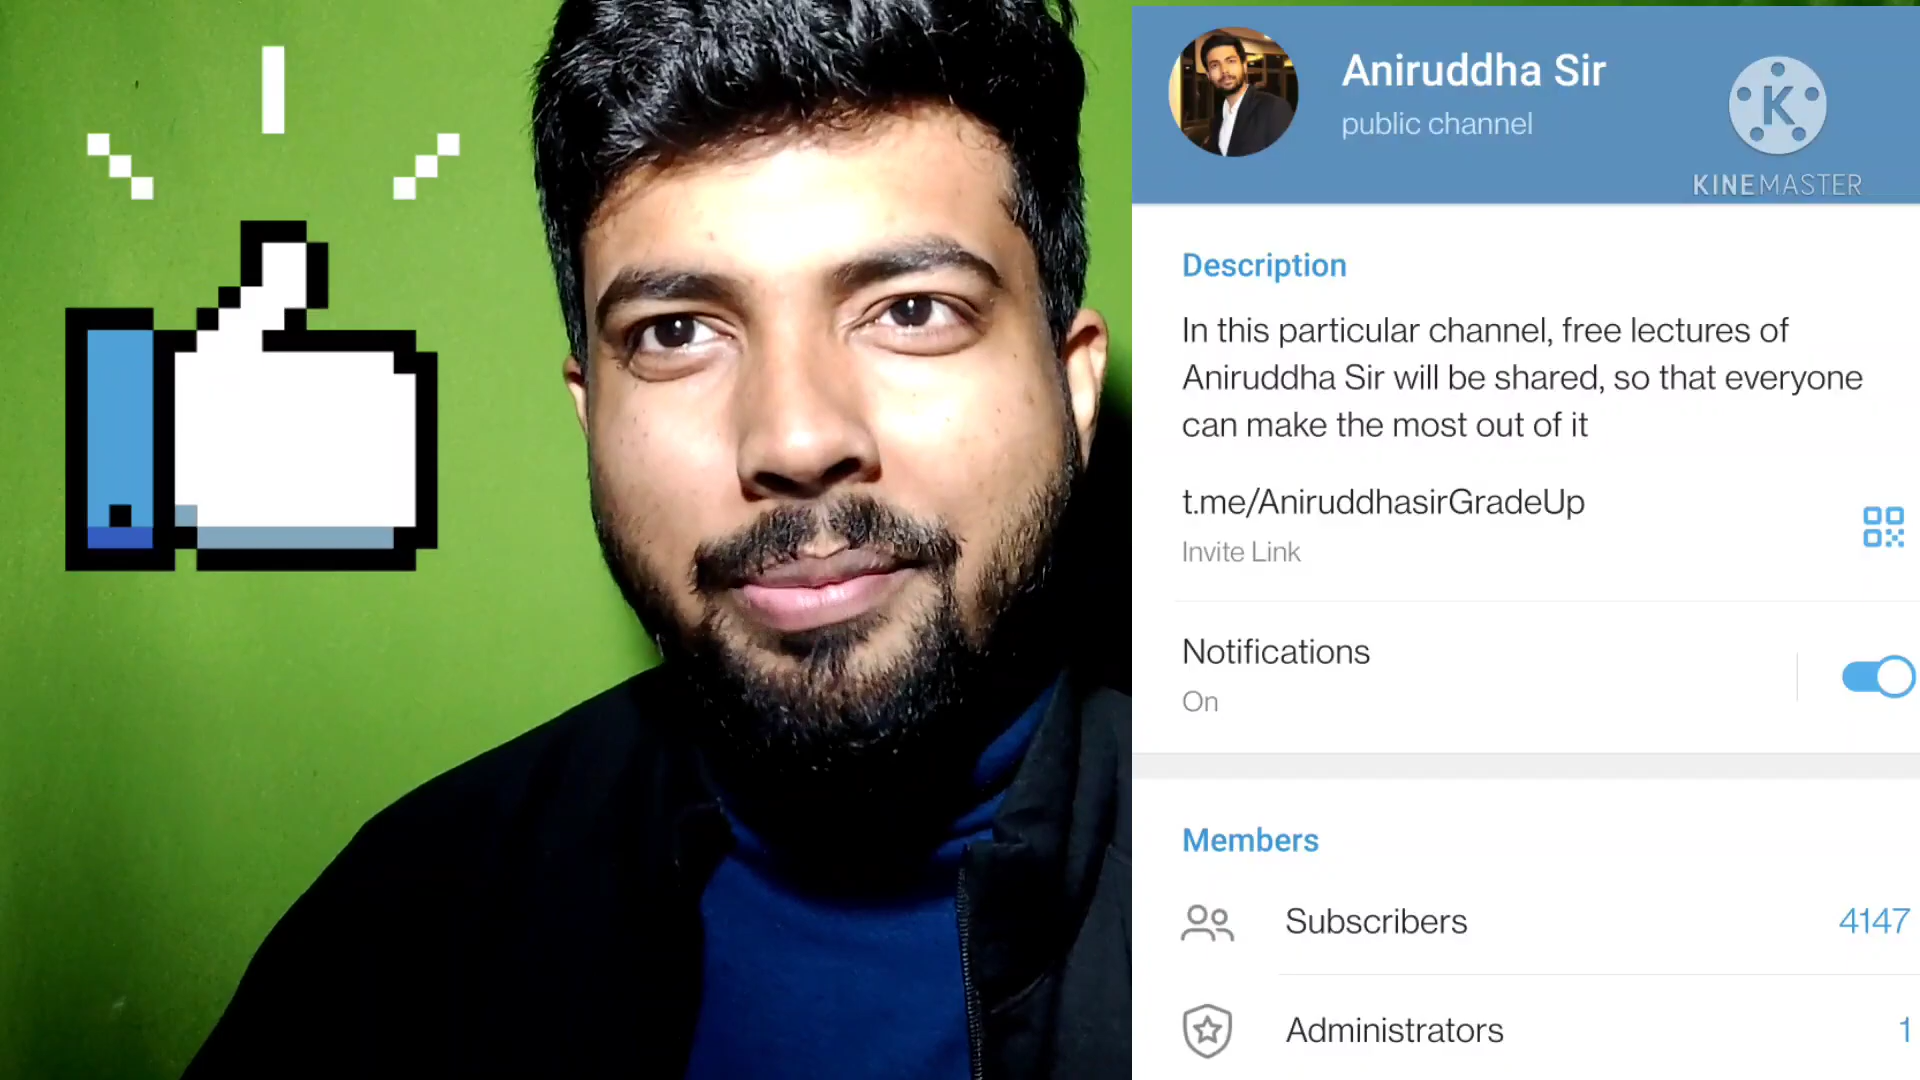 Aniruddha Sir
public channel
KINEMASTER
Description
In this particular channel, free lectures of
Aniruddha Sir will be shared, so that everyone
can make the most out of it
t.me/AniruddhasirGradeUp
Invite Link
Notifications
On
Members
Subscribers 4147
Administrators 1